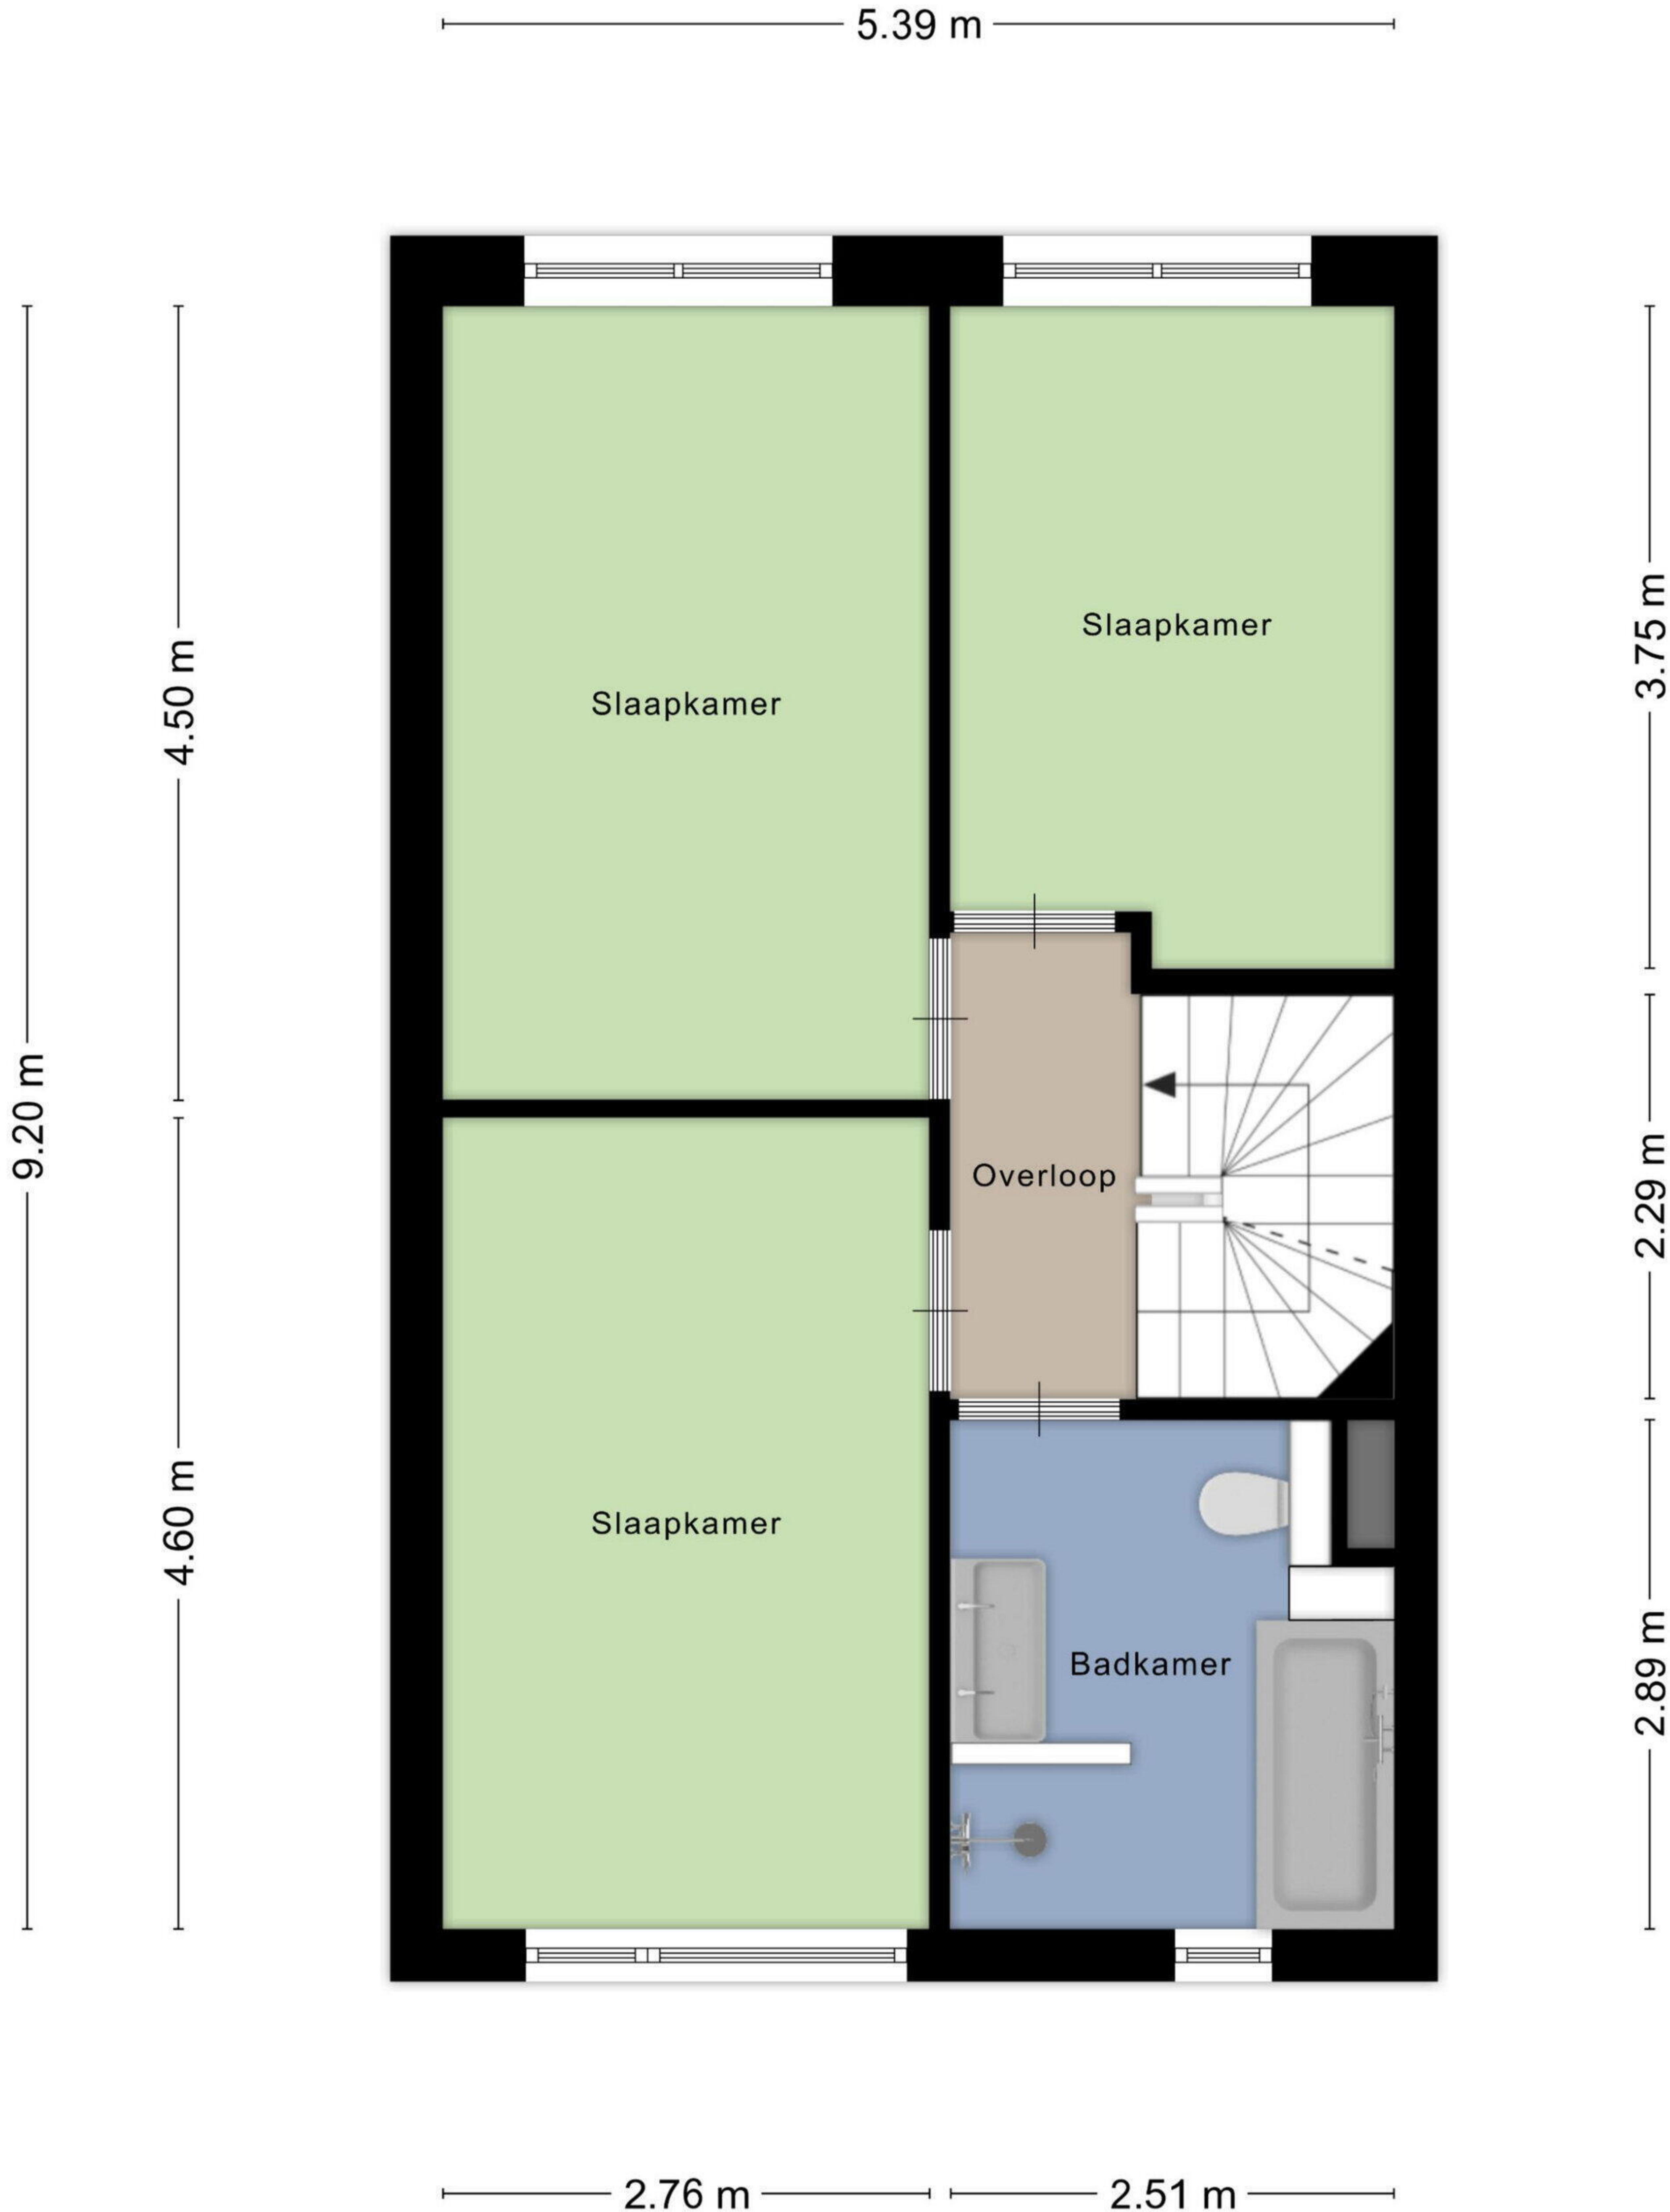 5.39 m
Slaapkamer
Slaapkamer
3.75 m
4.50 m
9.20 m
Overloop
2.29 m
Slaapkamer
4.60 m
Badkamer
2.89 m
2.76 m
2.51 m